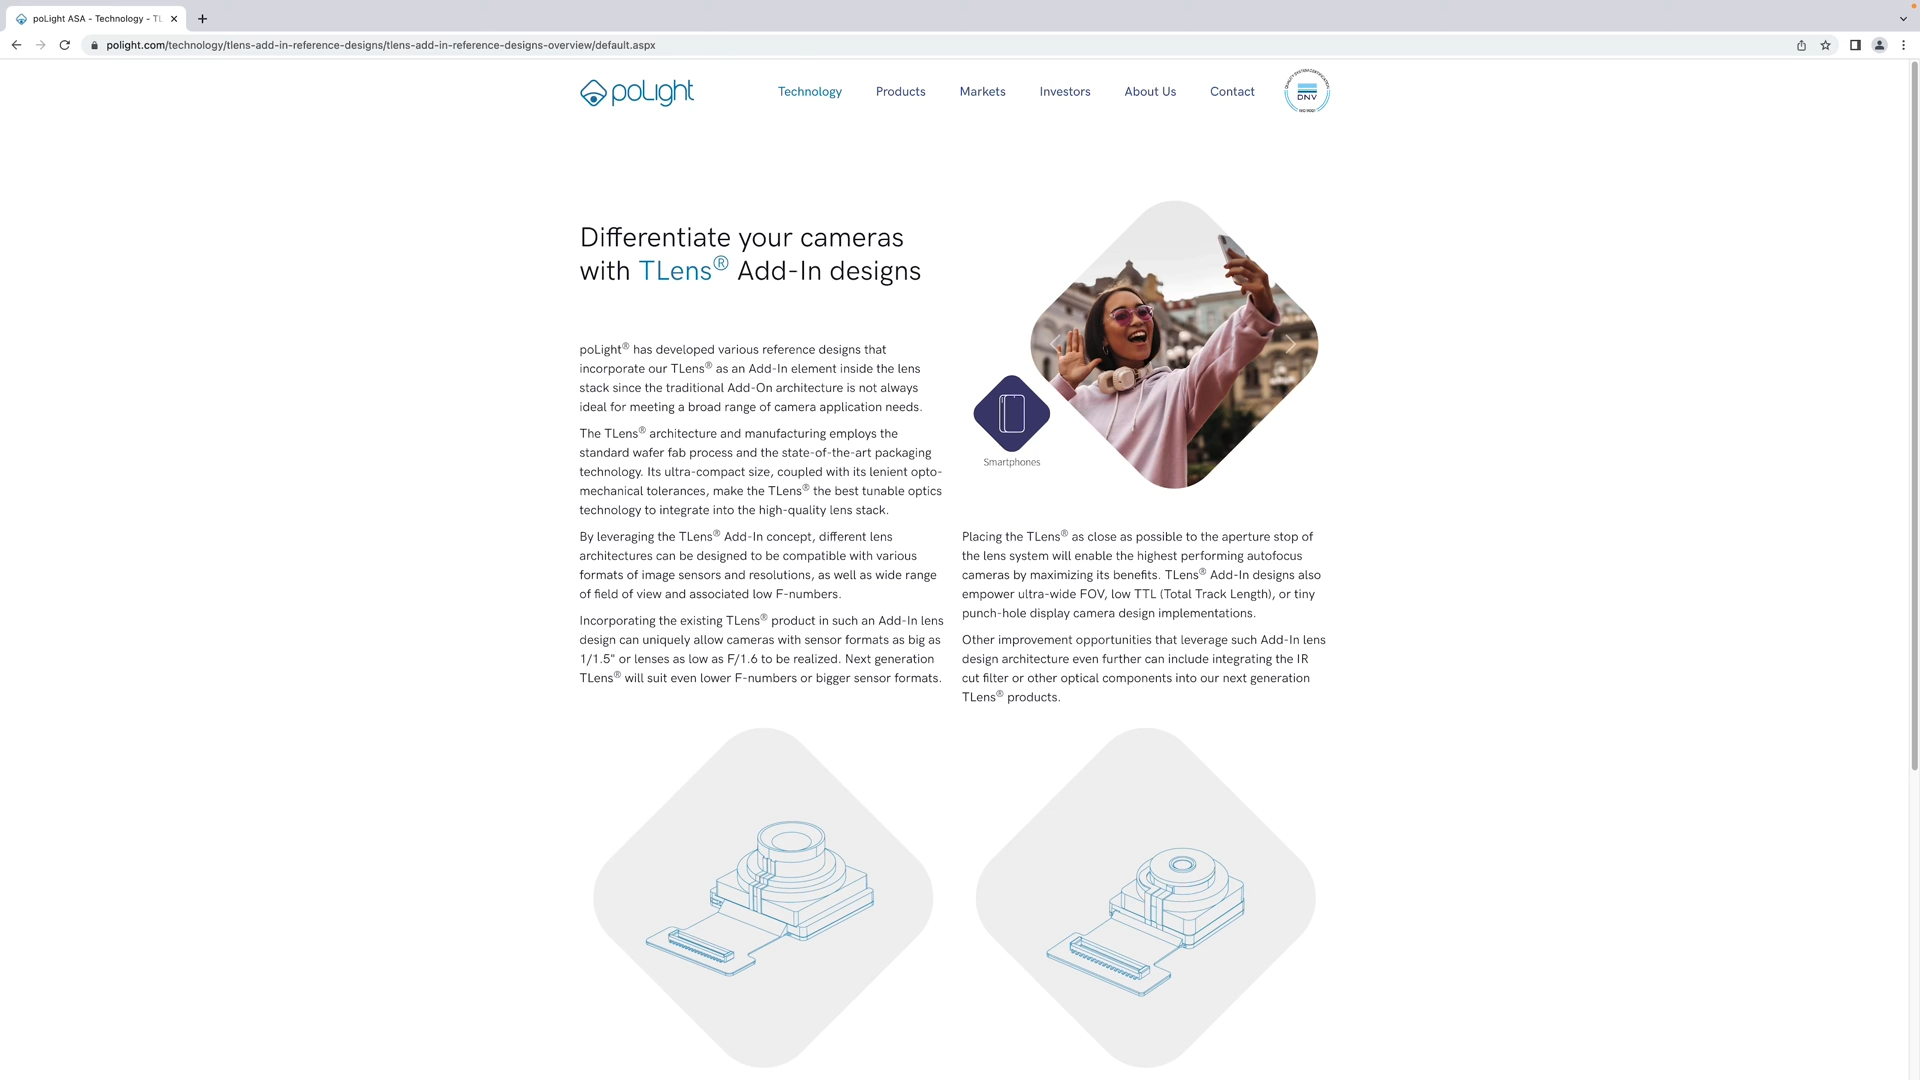 poLight ASA - Technology - TL
polight.com/technology/tlens-add-in-reference-designs/tlens-add-in-reference-designs-overview/default.aspx
poLight
Technology
Products
Markets
Investors
About Us
Contact
QUALITY SYSTEM CERTIFICATION
DNV
ISO 9001
Differentiate your cameras
with TLens® Add-In designs
poLight® has developed various reference designs that
incorporate our TLens® as an Add-In element inside the lens
stack since the traditional Add-On architecture is not always
ideal for meeting a broad range of camera application needs.
The TLens® architecture and manufacturing employs the
standard wafer fab process and the state-of-the-art packaging
technology. Its ultra-compact size, coupled with its lenient opto-
mechanical tolerances, make the TLens® the best tunable optics
technology to integrate into the high-quality lens stack.
By leveraging the TLens® Add-In concept, different lens
architectures can be designed to be compatible with various
formats of image sensors and resolutions, as well as wide range
of field of view and associated low F-numbers.
Incorporating the existing TLens® product in such an Add-In lens
design can uniquely allow cameras with sensor formats as big as
1/1.5" or lenses as low as F/1.6 to be realized. Next generation
TLens® will suit even lower F-numbers or bigger sensor formats.
Smartphones
Placing the TLens® as close as possible to the aperture stop of
the lens system will enable the highest performing autofocus
cameras by maximizing its benefits. TLens® Add-In designs also
empower ultra-wide FOV, low TTL (Total Track Length), or tiny
punch-hole display camera design implementations.
Other improvement opportunities that leverage such Add-In lens
design architecture even further can include integrating the IR
cut filter or other optical components into our next generation
TLens® products.